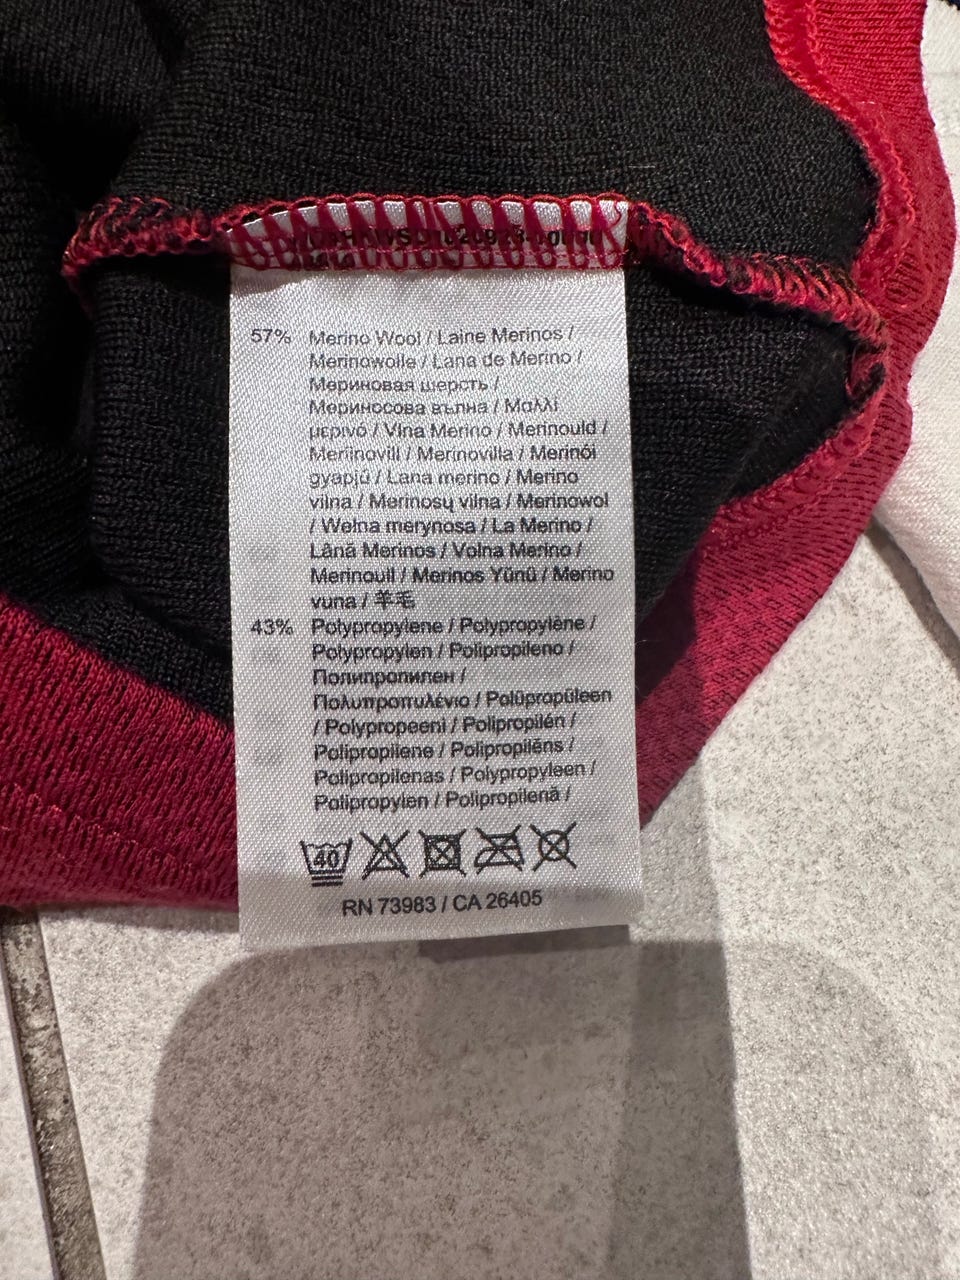 57% Merino Wool / Laine Merinos /
Merinowolle / Lana de Merino /
Мериновая шерсть /
Мериносова вълна / Μαλλί
μερινό / Vlna Merino / Merinould /
Meriinovill / Merinovilla / Merinói
gyapjú / Lana merino / Merino
vilna / Merinosų vilna / Merinowol
/ Wełna merynosa / La Merino /
Lână Merinos / Volna Merino /
Merinoull / Merinos Yünü / Merino
vuna / 羊毛
43% Polypropylene / Polypropylène /
Polypropylen / Polipropileno /
Полипропилен /
Πολυπροπυλένιο / Polüpropüleen
/ Polypropeeni / Polipropilén /
Polipropilene / Polipropilēns /
Polipropilenas / Polypropyleen /
Polipropylen / Polipropilenă /
40
RN 73983 / CA 26405